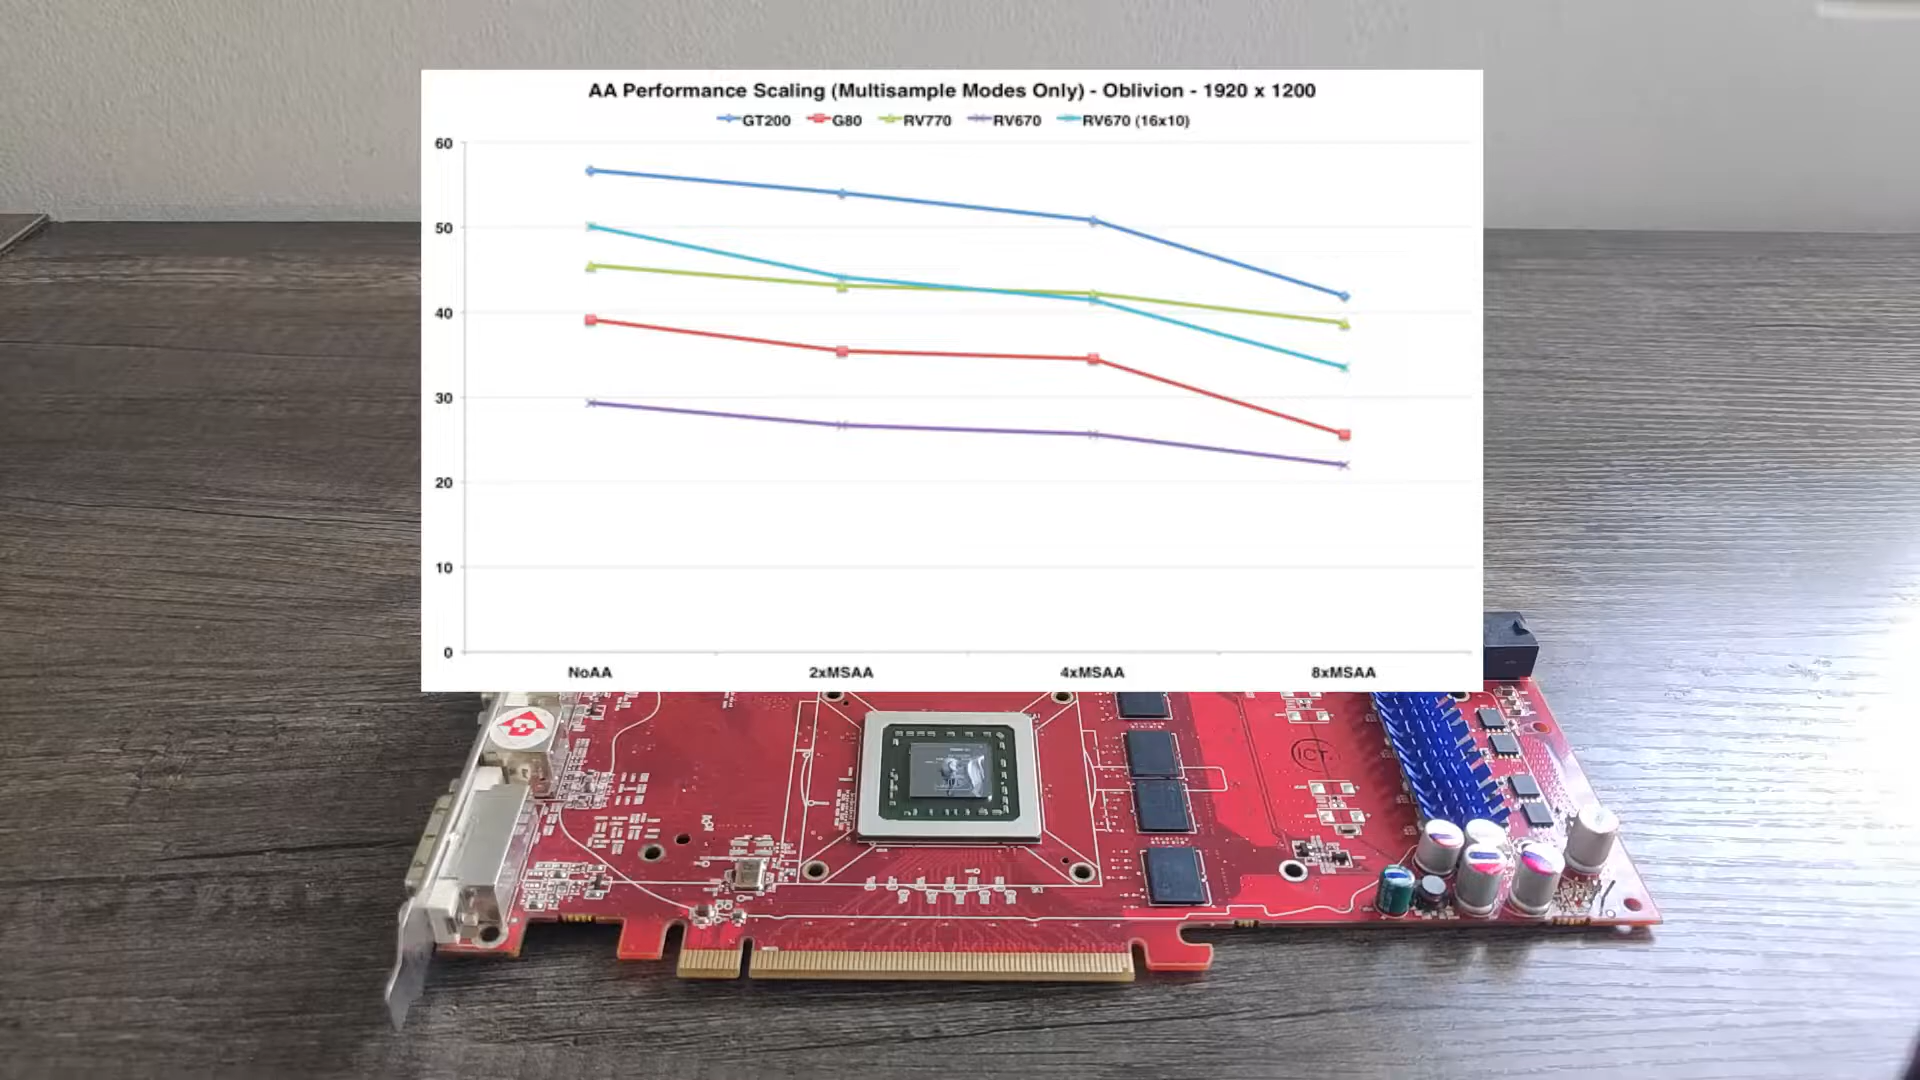 AA Performance Scaling (Multisample Modes Only) - Oblivion - 1920 x 1200
GT200 G80 RV770 RV670 RV670 (16x10)
60
50
40
30
20
10
0
NoAA 2xMSAA 4xMSAA 8xMSAA
ICT